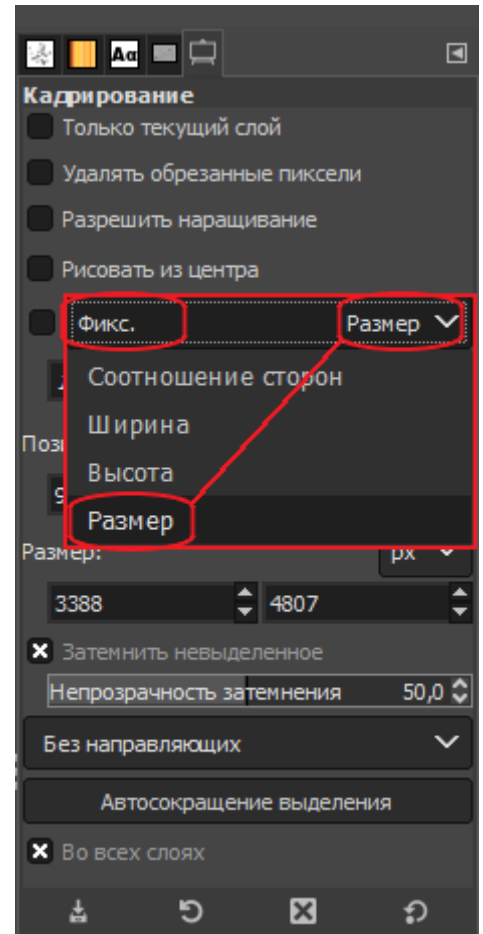 Aα
Кадрирование
Только текущий слой
Удалять обрезанные пиксели
Разрешить наращивание
Рисовать из центра
Фикс. Размер
Соотношение сторон
Ширина
Высота
Размер
Размер: px
3388 4807
Затемнить невыделенное
Непрозрачность затемнения 50,0
Без направляющих
Автосокращение выделения
Во всех слоях